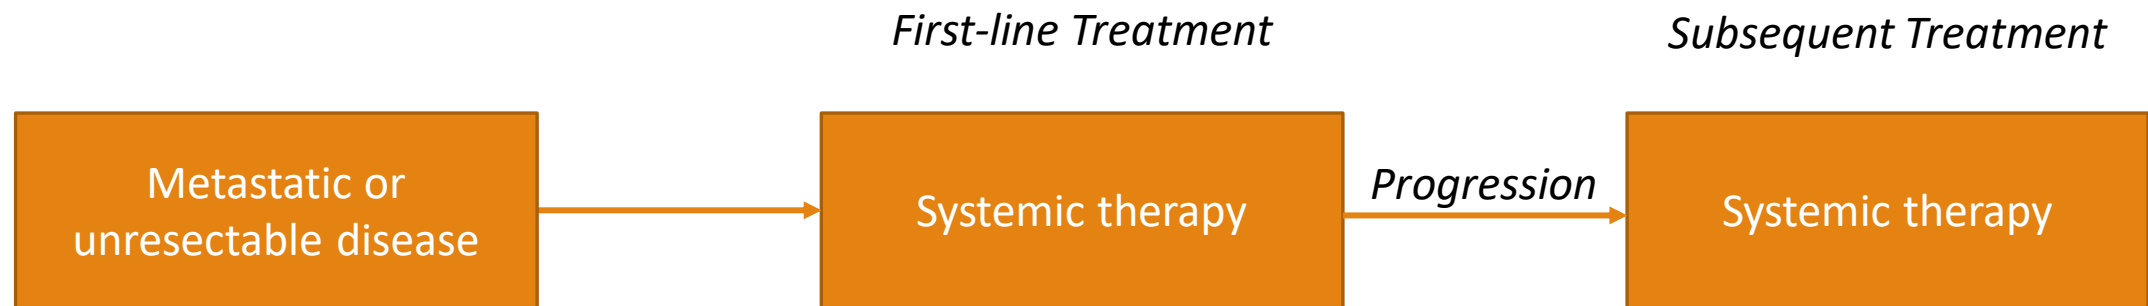 First-line Treatment
Subsequent Treatment
Metastatic or
unresectable disease
Systemic therapy
Progression
Systemic therapy